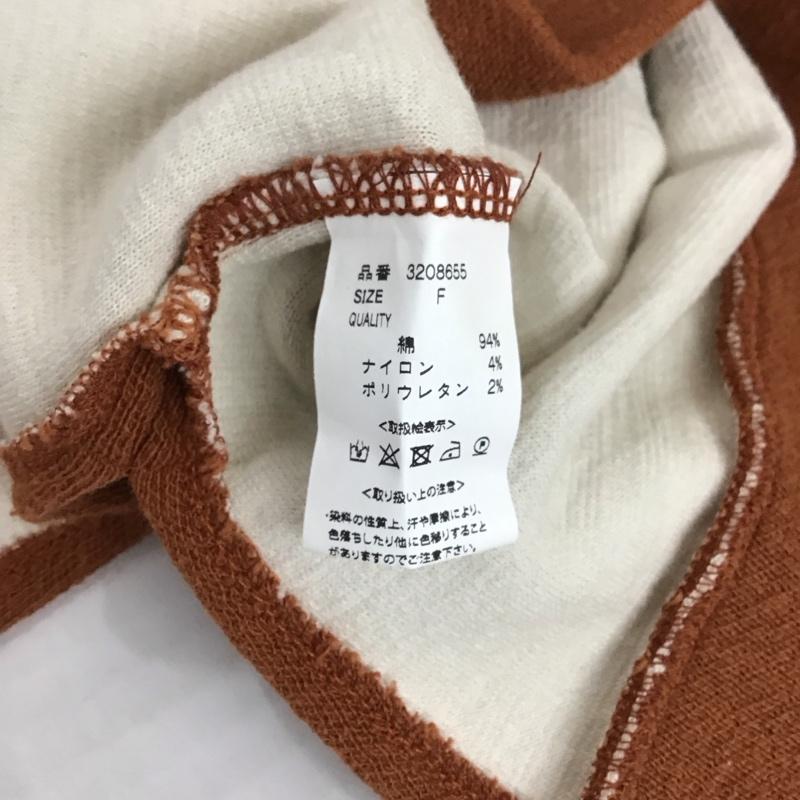 品番 3208655
SIZE F
QUALITY
綿 94%
ナイロン 4%
ポリウレタン 2%
<取扱絵表示>
P
<取り扱い上の注意>
・染料の性質上、汗や摩擦により、
色落ちしたり他に色移りすること
がありますのでご注意下さい。